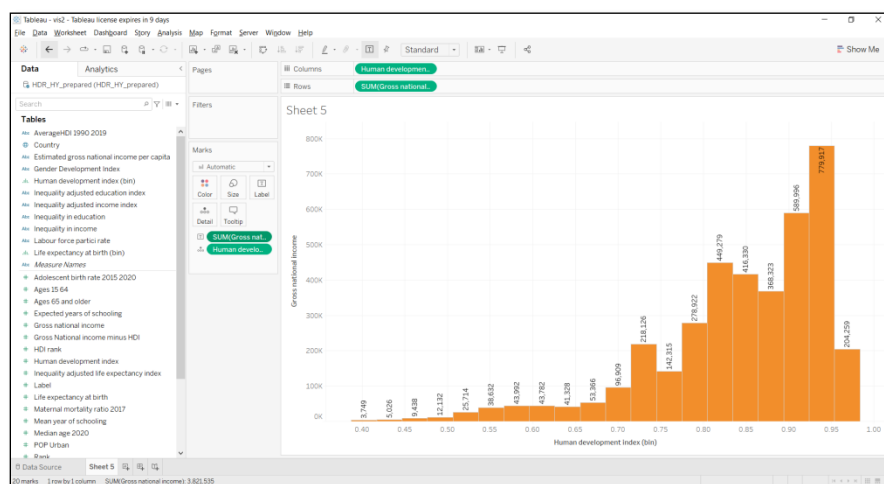 Tableau - vis2 - Tableau license expires in 9 days
File Data Worksheet Dashboard Story Analysis Map Format Server Window Help
Standard
Show Me
Data Analytics
HDR_HY_prepared (HDR_HY_prepared)
Search
Tables
Abc AverageHDI 1990 2019
Country
Abc Estimated gross national income per capita
Abc Gender Development Index
Human development index (bin)
Abc Inequality adjusted education index
Abc Inequality adjusted income index
Abc Inequality in education
Abc Inequality in income
Abc Labour force partici rate
Life expectancy at birth (bin)
Abc Measure Names
Adolescent birth rate 2015 2020
Ages 15 64
Ages 65 and older
Expected years of schooling
Gross national income
Gross National income minus HDI
HDI rank
Human development index
Inequality adjusted life expectancy index
Label
Life expectancy at birth
Maternal mortality ratio 2017
Mean year of schooling
Median age 2020
POP Urban
Rank
Pages
Filters
Marks
Automatic
Color Size Label
Detail Tooltip
SUM(Gross nat..
Human develo..
Columns Human developmen..
Rows SUM(Gross national..
Sheet 5
Gross national income
800K
700K
600K
500K
400K
300K
200K
100K
0K
3,749
5,026
9,438
12,132
25,714
38,632
43,992
43,782
41,328
53,366
96,909
218,126
142,315
278,922
449,279
416,330
368,323
589,996
779,917
204,259
0.40 0.45 0.50 0.55 0.60 0.65 0.70 0.75 0.80 0.85 0.90 0.95 1.00
Human development index (bin)
Data Source Sheet 5
20 marks 1 row by 1 column SUM(Gross national income): 3,821,535